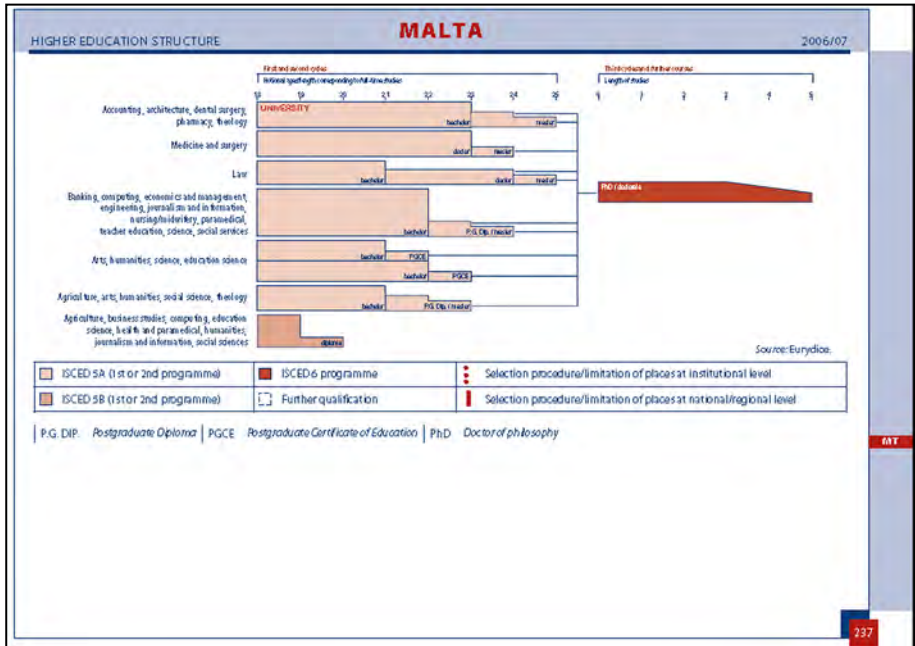 MALTA
HIGHER EDUCATION STRUCTURE
2006/07
First and second cycles
Third cycles and further courses
Length of studies
18 19 20 21 22 23 24 25 26
Accounting, architecture, dental surgery,
pharmacy, theology
UNIVERSITY
bachelor
master
Medicine and surgery
doctor
master
Law
bachelor
doctor
master
PhD / doctorate
Banking, computing, economics and management,
engineering, journalism and information,
nursing/midwifery, paramedical,
teacher education, science, social services
bachelor
P.G. Dip. / master
Arts, humanities, science, education science
bachelor
PGCE
bachelor
PGCE
Agriculture, arts, humanities, social science, theology
bachelor
P.G. Dip. / master
Agriculture, business studies, computing, education
science, health and paramedical, humanities,
journalism and information, social sciences
diploma
Source: Eurydice.
ISCED 5A (1st or 2nd programme)
ISCED 6 programme
Selection procedure/limitation of places at institutional level
ISCED 5B (1st or 2nd programme)
Further qualification
Selection procedure/limitation of places at national/regional level
P.G. DIP. Postgraduate Diploma PGCE Postgraduate Certificate of Education PhD Doctor of philosophy
MT
237